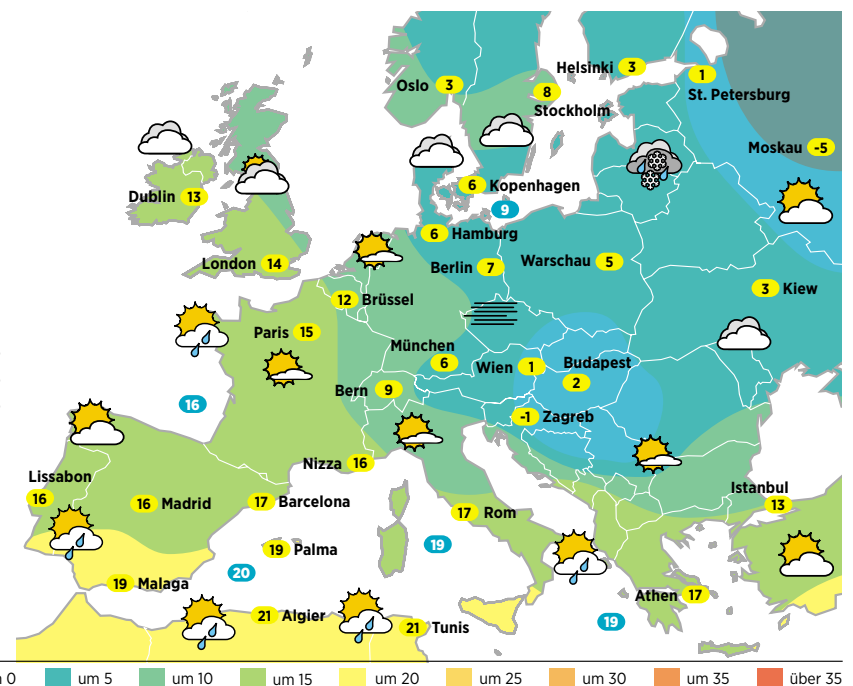 Helsinki 3
1
Oslo 3
8
Stockholm
St. Petersburg
Moskau -5
6 Kopenhagen
Dublin 13
9
6 Hamburg
London 14
Berlin 7
Warschau 5
3 Kiew
12 Brüssel
Paris 15
München
6
Wien 1
Budapest
2
Bern 9
16
-1 Zagreb
Nizza 16
Lissabon
16
16 Madrid
17 Barcelona
17 Rom
Istanbul
13
19 Palma
19
20
19 Malaga
Athen 17
21 Algier
19
21 Tunis
0 um 5 um 10 um 15 um 20 um 25 um 30 um 35 über 35